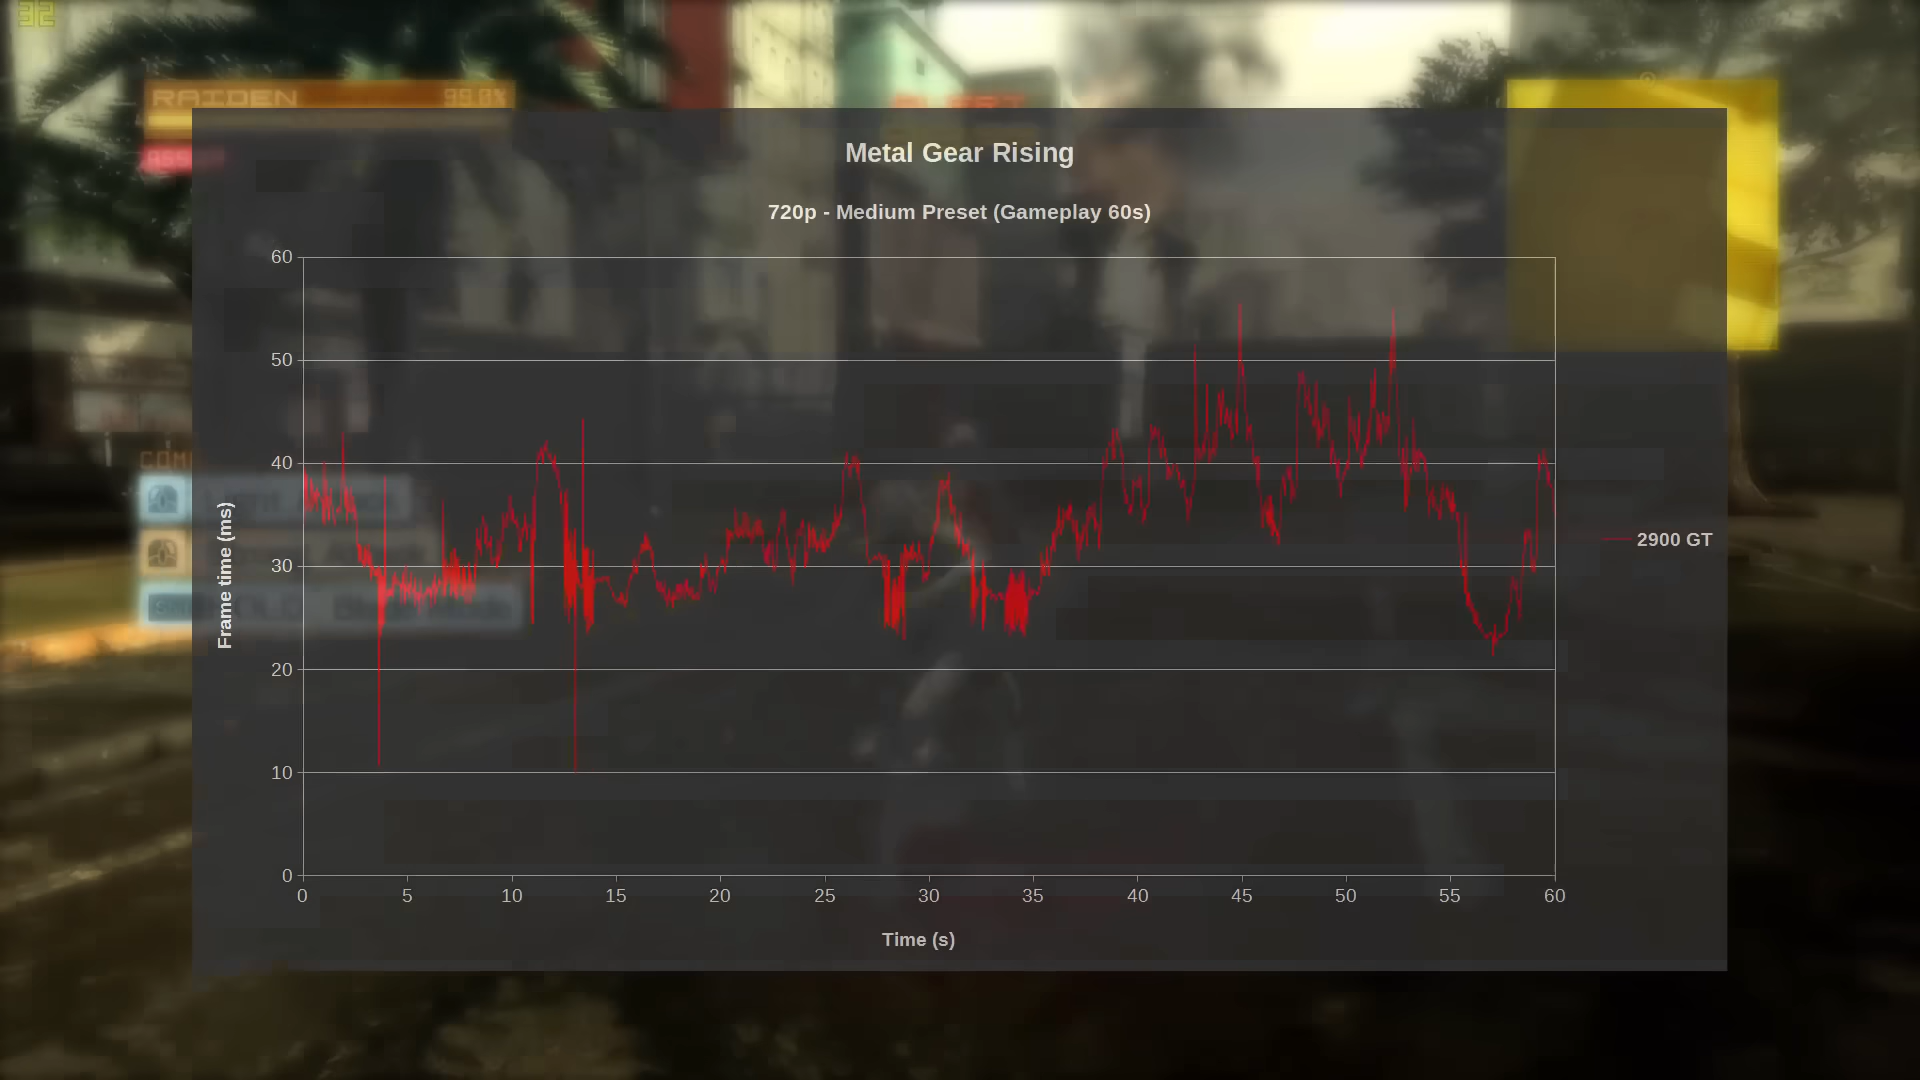 32
RAIDEN
Metal Gear Rising
720p - Medium Preset (Gameplay 60s)
60
50
40
30
20
10
0
Frame time (ms)
0 5 10 15 20 25 30 35 40 45 50 55 60
Time (s)
2900 GT